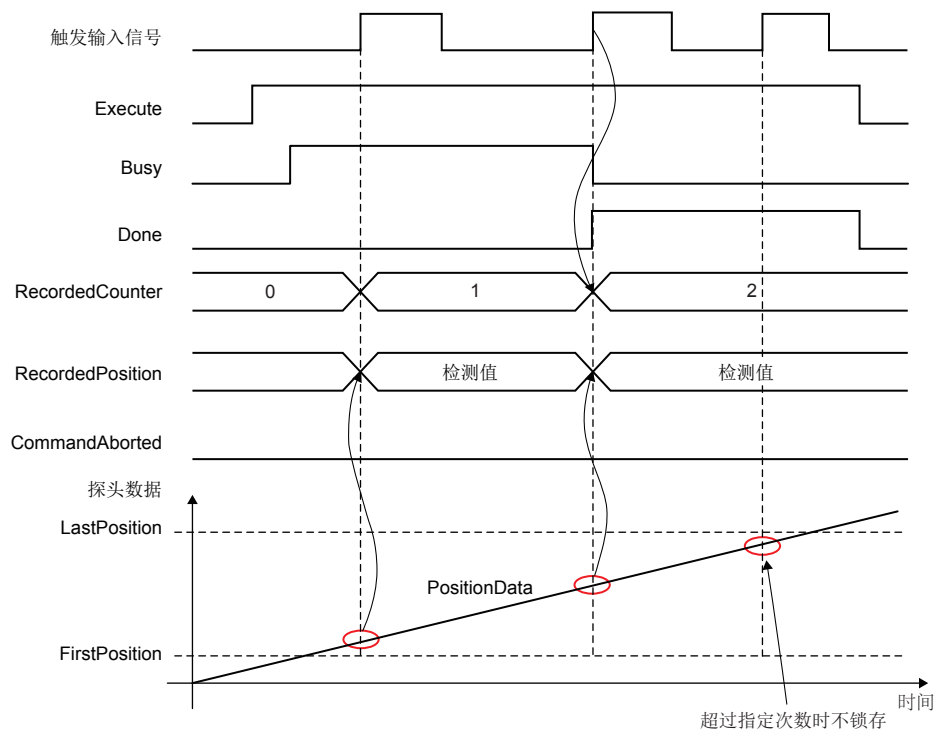 触发输入信号
Execute
Busy
Done
RecordedCounter
0
1
2
RecordedPosition
检测值
检测值
CommandAborted
探头数据
LastPosition
PositionData
FirstPosition
时间
超过指定次数时不锁存